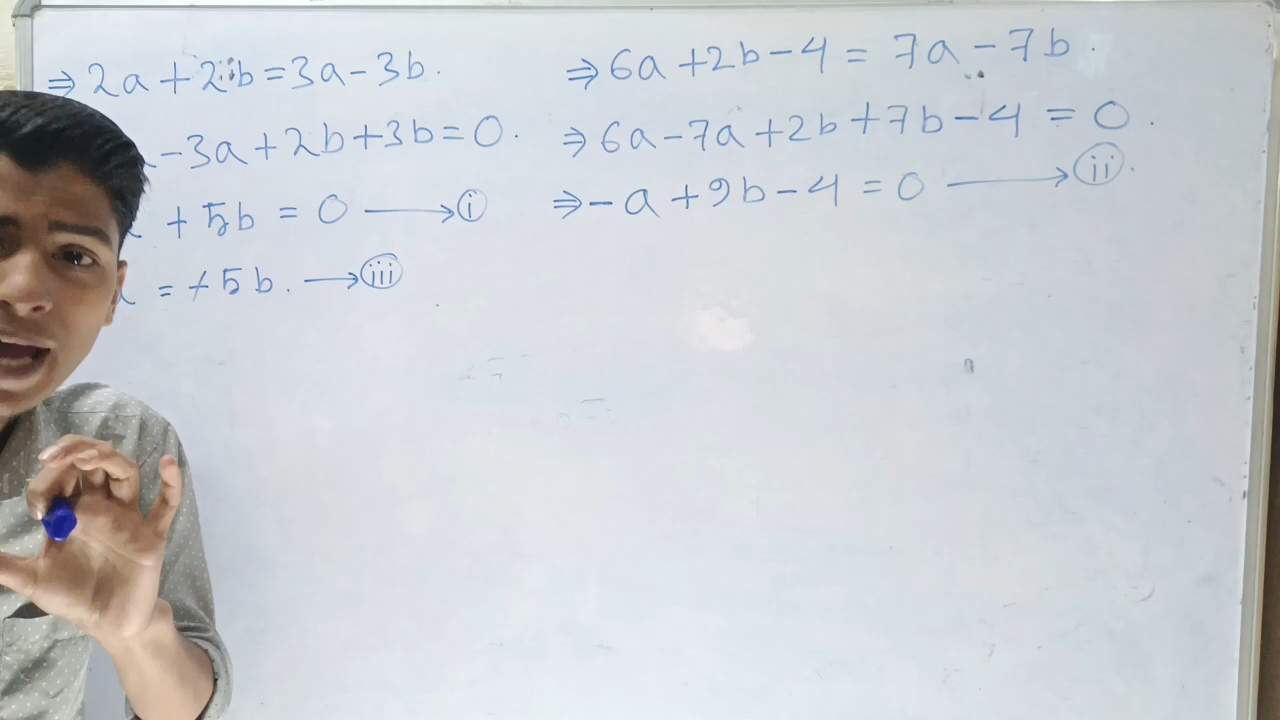 ⇒ 2a + 2b = 3a - 3b.
- 3a + 2b + 3b = 0.
+ 5b = 0 ⟶ (i)
= +5b. ⟶ (iii)
⇒ 6a + 2b - 4 = 7a - 7b.
⇒ 6a - 7a + 2b + 7b - 4 = 0.
⇒ - a + 9b - 4 = 0 ⟶ (ii).